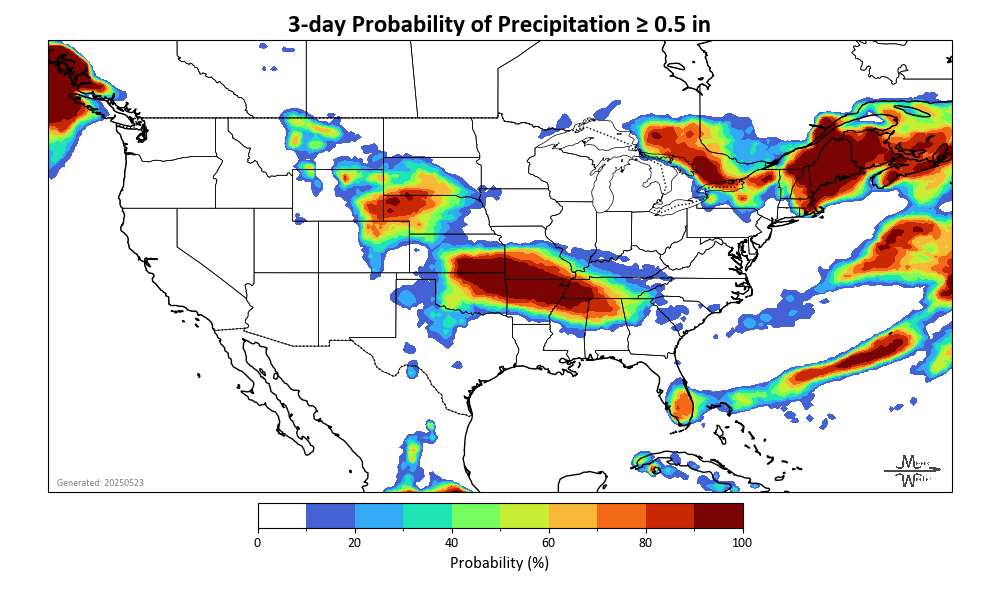 3-day Probability of Precipitation ≥ 0.5 in
Generated: 20250523
0 20 40 60 80 100
Probability (%)